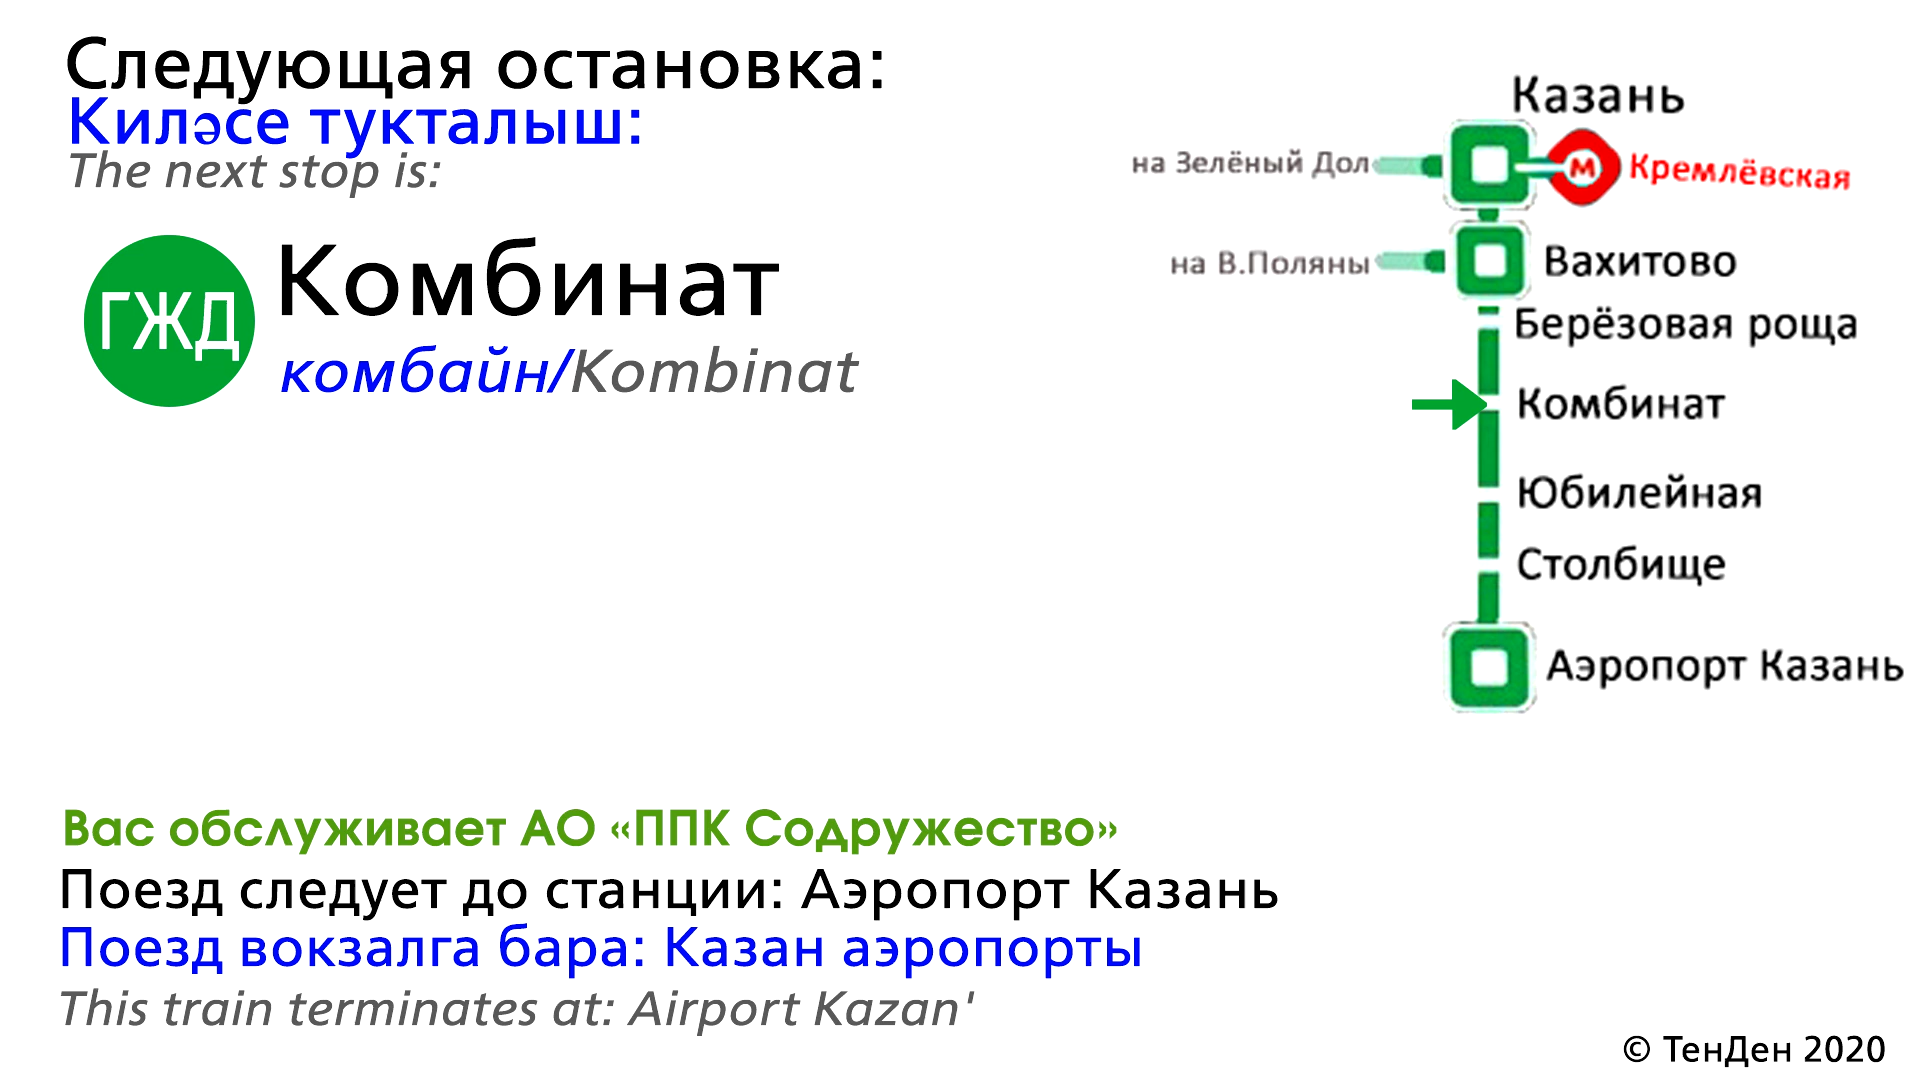 Следующая остановка:
Киләсе тукталыш:
The next stop is:
ГЖД
Комбинат
комбайн/Kombinat
Казань
на Зелёный Дол
М
Кремлёвская
на В.Поляны
Вахитово
Берёзовая роща
Комбинат
Юбилейная
Столбище
Аэропорт Казань
Вас обслуживает АО «ППК Содружество»
Поезд следует до станции: Аэропорт Казань
Поезд вокзалга бара: Казан аэропорты
This train terminates at: Airport Kazan'
© ТенДен 2020